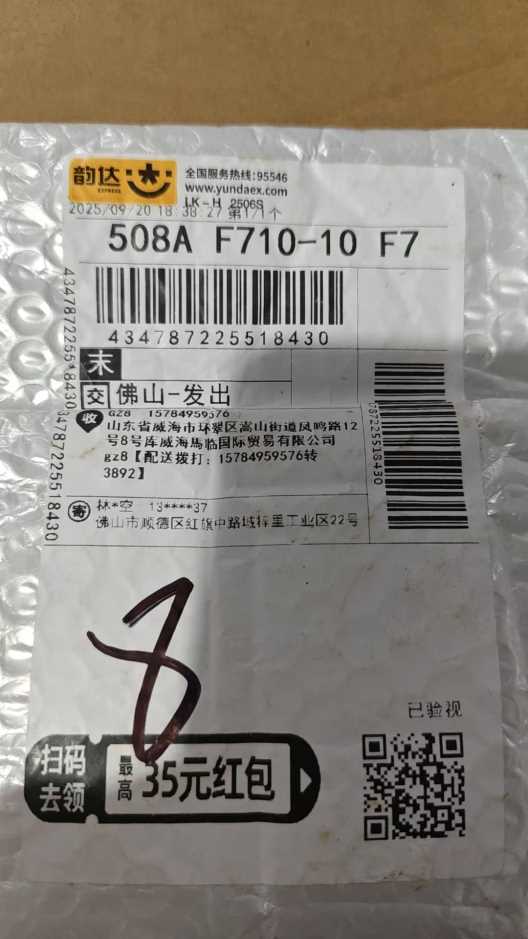 韵达
EXPRESS
全国服务热线:95546
www.yundaex.com
LK-H 2506S
2025/09/20 18:38:27 第1/1个
508A F710-10 F7
434787225518430
434787225518430
末
交 佛山-发出
收 gz8 15784959576
山东省威海市环翠区嵩山街道凤鸣路12
号8号库威海馬临国际贸易有限公司
gz8【配送拨打:15784959576转
3892】
787225518430
寄 林*空 13****37
佛山市顺德区红旗中路域梓里工业区22号
8
已验视
扫码
去领
最高
35元红包